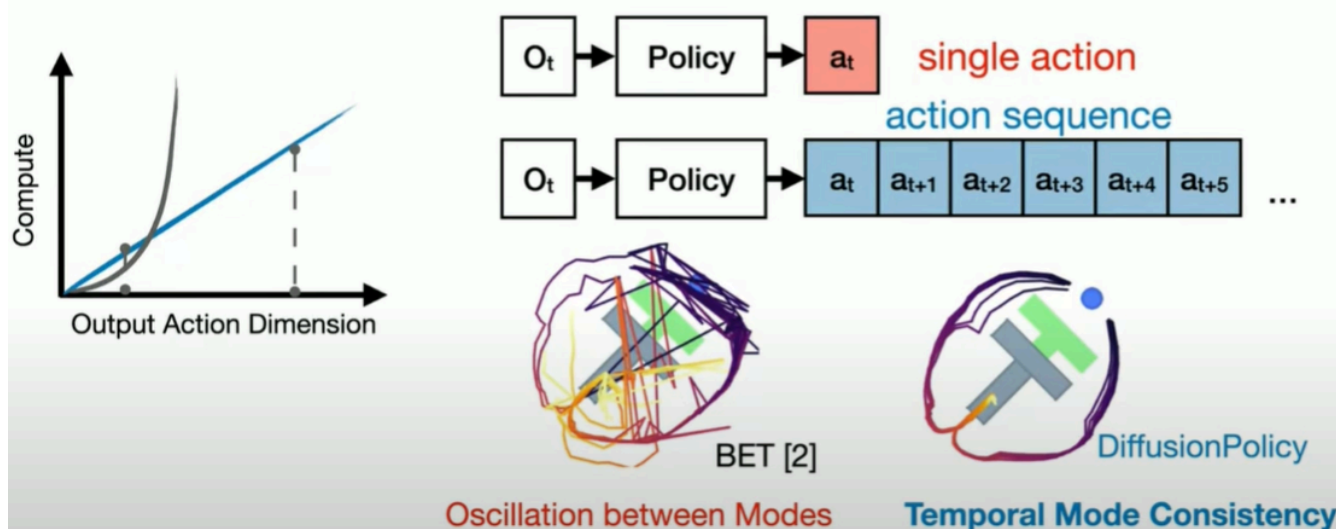 Compute
Output Action Dimension
Oₜ Policy aₜ single action
action sequence
Oₜ Policy aₜ aₜ₊₁ aₜ₊₂ aₜ₊₃ aₜ₊₄ aₜ₊₅ ...
BET [2]
DiffusionPolicy
Oscillation between Modes
Temporal Mode Consistency